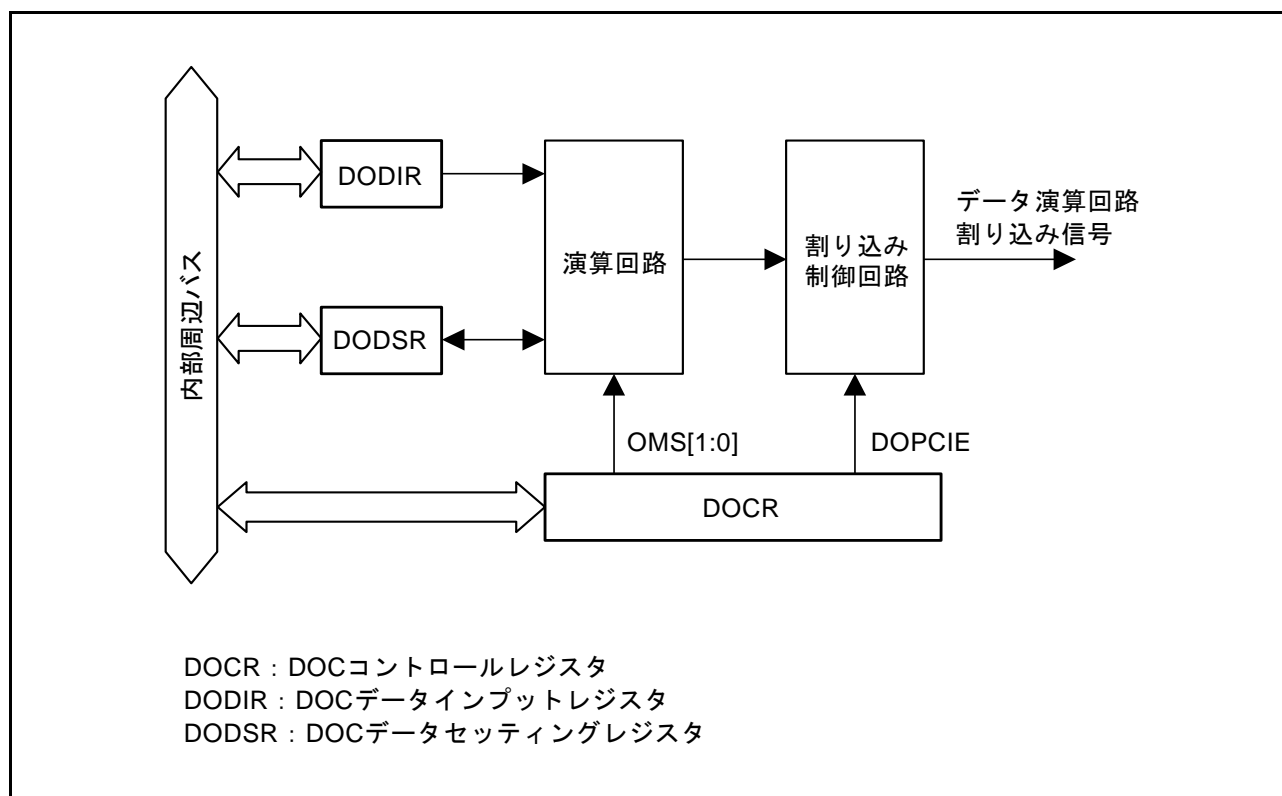 内部周辺バス
DODIR
DODSR
演算回路
割り込み
制御回路
データ演算回路
割り込み信号
OMS[1:0]
DOPCIE
DOCR
DOCR：DOCコントロールレジスタ
DODIR：DOCデータインプットレジスタ
DODSR：DOCデータセッティングレジスタ